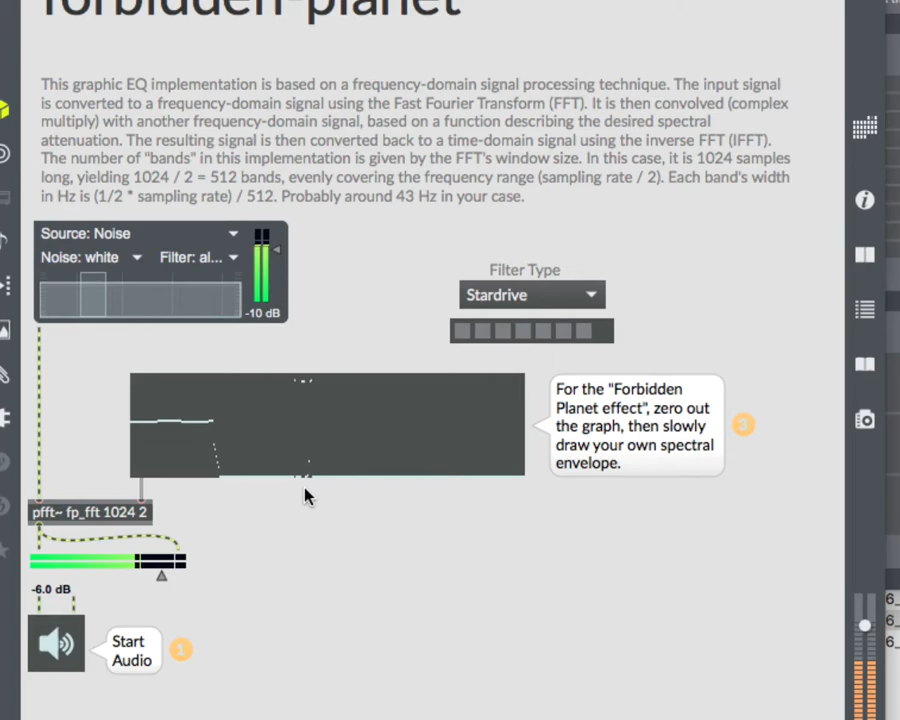 forbidden-planet
This graphic EQ implementation is based on a frequency-domain signal processing technique. The input signal
is converted to a frequency-domain signal using the Fast Fourier Transform (FFT). It is then convolved (complex
multiply) with another frequency-domain signal, based on a function describing the desired spectral
attenuation. The resulting signal is then converted back to a time-domain signal using the inverse FFT (IFFT).
The number of "bands" in this implementation is given by the FFT's window size. In this case, it is 1024 samples
long, yielding 1024 / 2 = 512 bands, evenly covering the frequency range (sampling rate / 2). Each band's width
in Hz is (1/2 * sampling rate) / 512. Probably around 43 Hz in your case.
Source: Noise
Noise: white
Filter: al...
-10 dB
Filter Type
Stardrive
For the "Forbidden
Planet effect", zero out
the graph, then slowly
draw your own spectral
envelope.
3
pfft~ fp_fft 1024 2
-6.0 dB
Start
Audio
1
6_
6_
6_